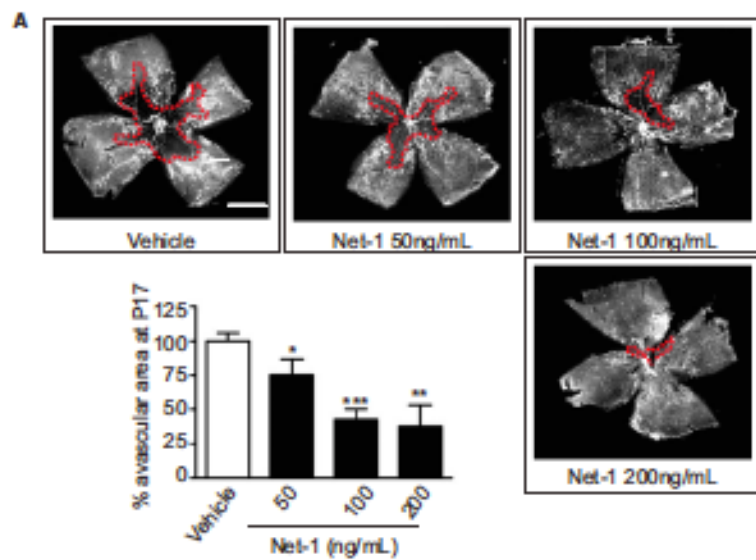 A
Vehicle
Net-1 50ng/mL
Net-1 100ng/mL
Net-1 200ng/mL
% avascular area at P17
125
100
75
50
25
0
*
***
**
Vehicle
50
100
200
Net-1 (ng/mL)